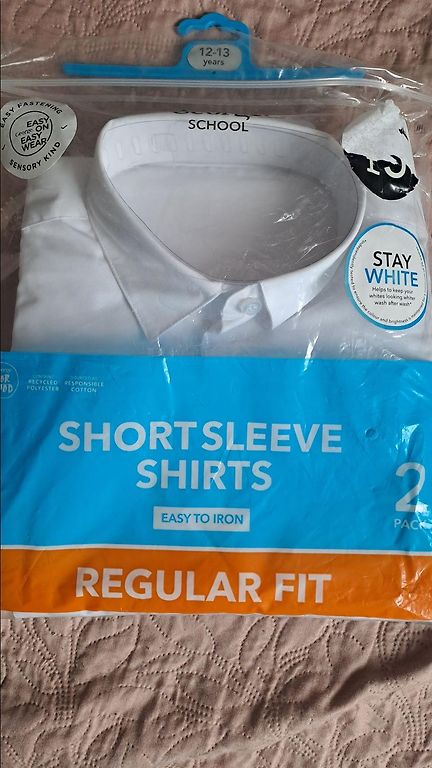 12-13
years
SCHOOL
EASY FASTENING
EASY
George ON
EASY
WEAR
SENSORY KIND
STAY
WHITE
Helps to keep your
whites looking whiter
wash after wash*
RECYCLED
POLYESTER
RESPONSIBLE
COTTON
SHORT SLEEVE
SHIRTS
2
PACK
EASY TO IRON
REGULAR FIT